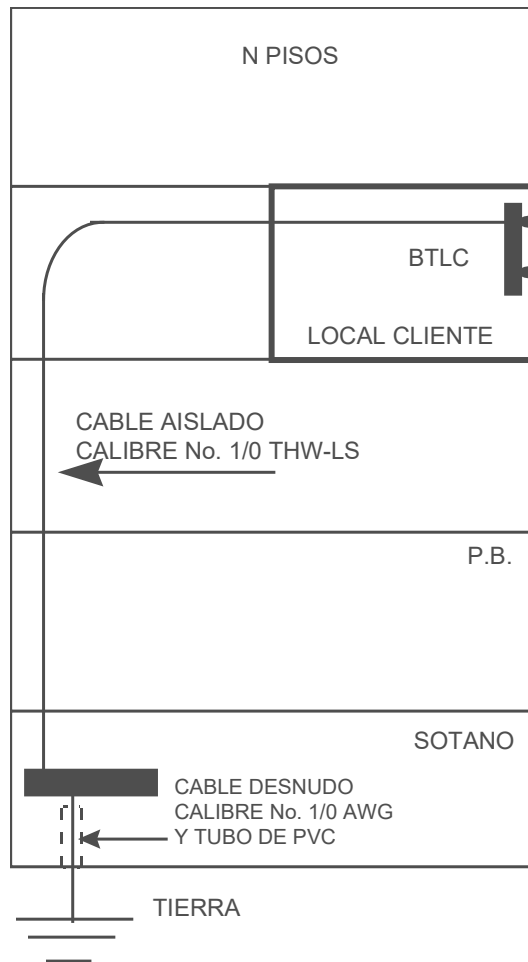 N PISOS
BTLC
LOCAL CLIENTE
CABLE AISLADO
CALIBRE No. 1/0 THW-LS
P.B.
SOTANO
CABLE DESNUDO
CALIBRE No. 1/0 AWG
Y TUBO DE PVC
TIERRA